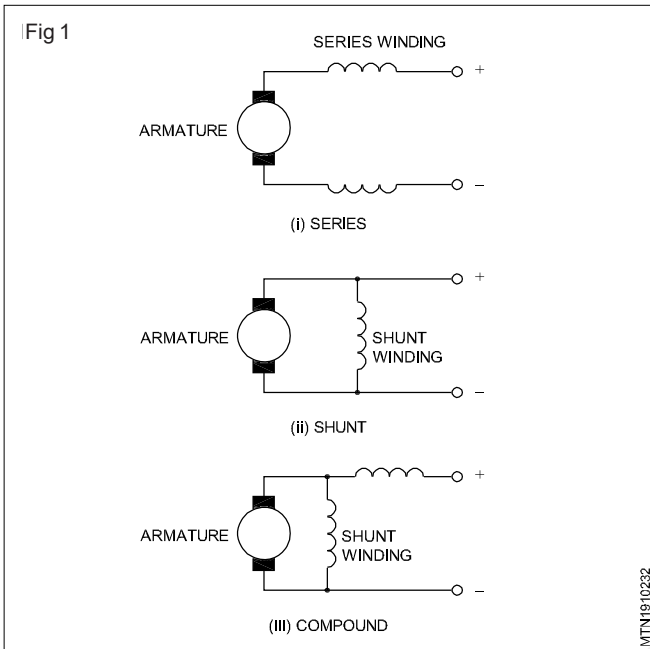 Fig 1
SERIES WINDING
+
ARMATURE
–
(i) SERIES
+
ARMATURE
SHUNT
WINDING
–
(ii) SHUNT
+
ARMATURE
SHUNT
WINDING
–
(III) COMPOUND
MTN1910232